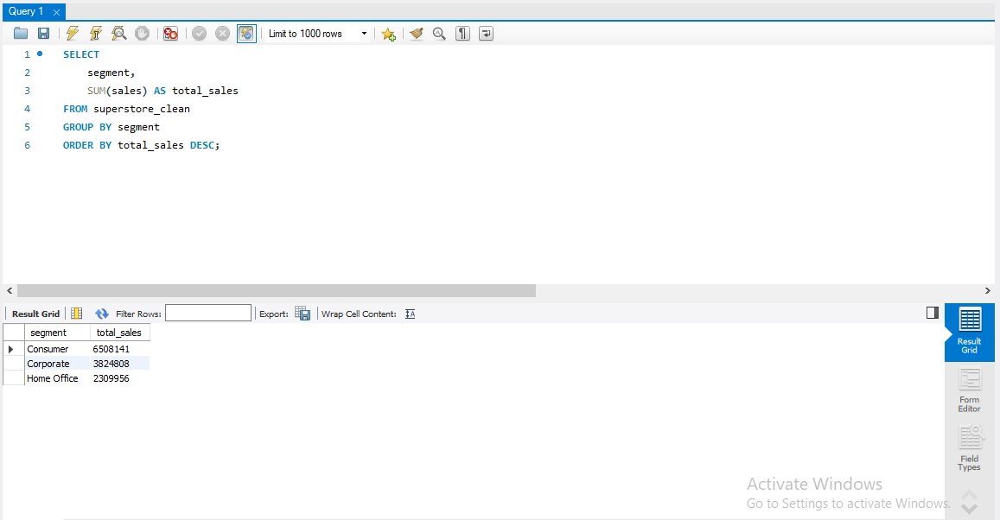 Query 1
Limit to 1000 rows
1 SELECT
2 segment,
3 SUM(sales) AS total_sales
4 FROM superstore_clean
5 GROUP BY segment
6 ORDER BY total_sales DESC;
Result Grid Filter Rows: Export: Wrap Cell Content: IA
segment total_sales
Consumer 6508141
Corporate 3824808
Home Office 2309956
Result
Grid
Form
Editor
Field
Types
Activate Windows
Go to Settings to activate Windows.